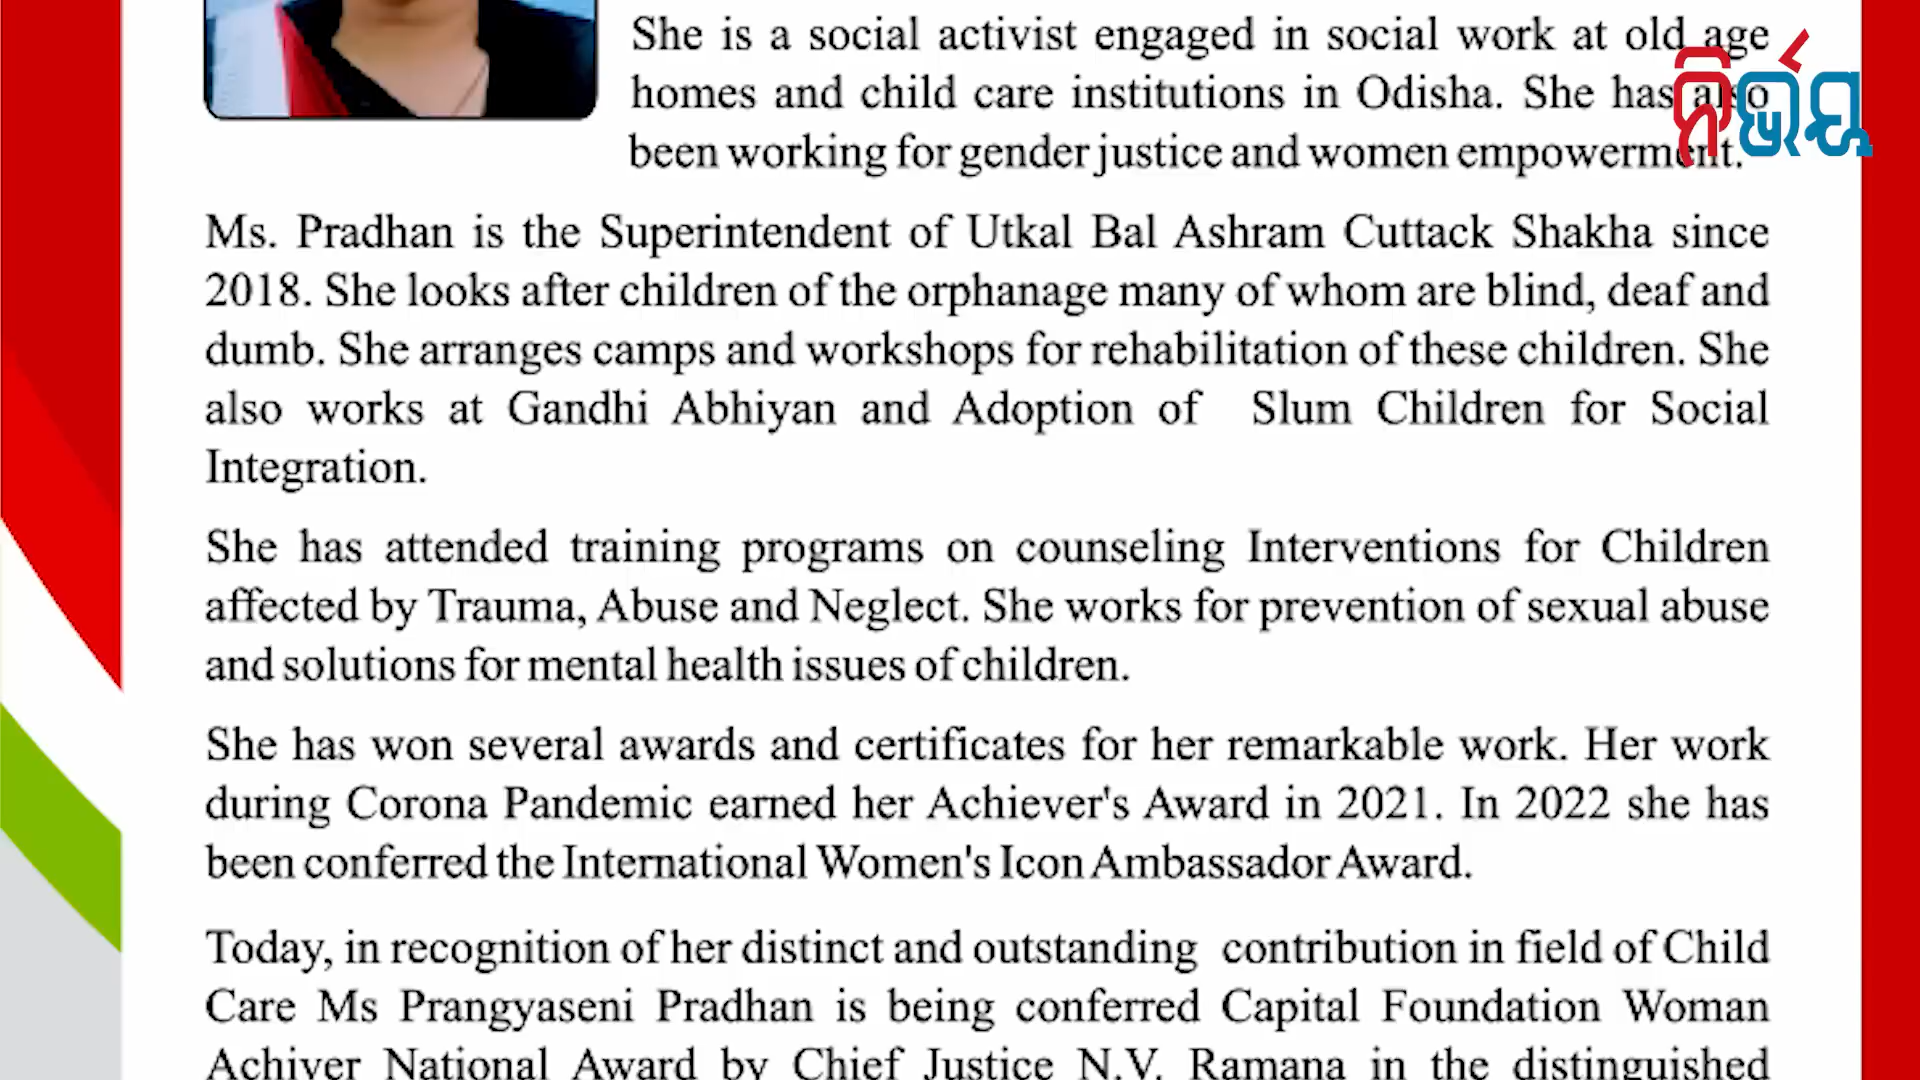 She is a social activist engaged in social work at old age
homes and child care institutions in Odisha. She has also
been working for gender justice and women empowerment.
ନିର୍ଭୟ
Ms. Pradhan is the Superintendent of Utkal Bal Ashram Cuttack Shakha since
2018. She looks after children of the orphanage many of whom are blind, deaf and
dumb. She arranges camps and workshops for rehabilitation of these children. She
also works at Gandhi Abhiyan and Adoption of Slum Children for Social
Integration.
She has attended training programs on counseling Interventions for Children
affected by Trauma, Abuse and Neglect. She works for prevention of sexual abuse
and solutions for mental health issues of children.
She has won several awards and certificates for her remarkable work. Her work
during Corona Pandemic earned her Achiever's Award in 2021. In 2022 she has
been conferred the International Women's Icon Ambassador Award.
Today, in recognition of her distinct and outstanding contribution in field of Child
Care Ms Prangyaseni Pradhan is being conferred Capital Foundation Woman
Achiver National Award by Chief Justice N.V. Ramana in the distinguished